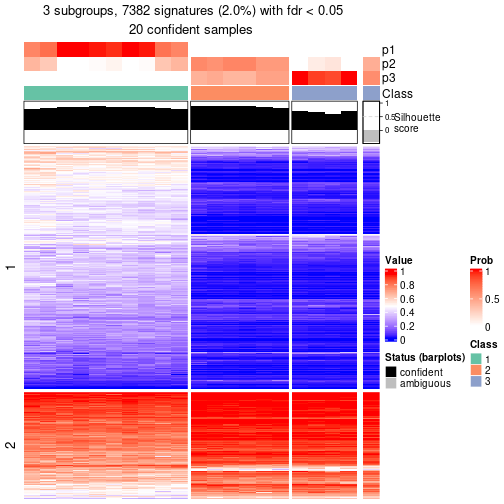 3 subgroups, 7382 signatures (2.0%) with fdr < 0.05
20 confident samples
p1
p2
p3
Class
1
0.5
0
Silhouette
score
1
2
Value
1
0.8
0.6
0.4
0.2
0
Status (barplots)
confident
ambiguous
Prob
1
0.5
0
Class
1
2
3